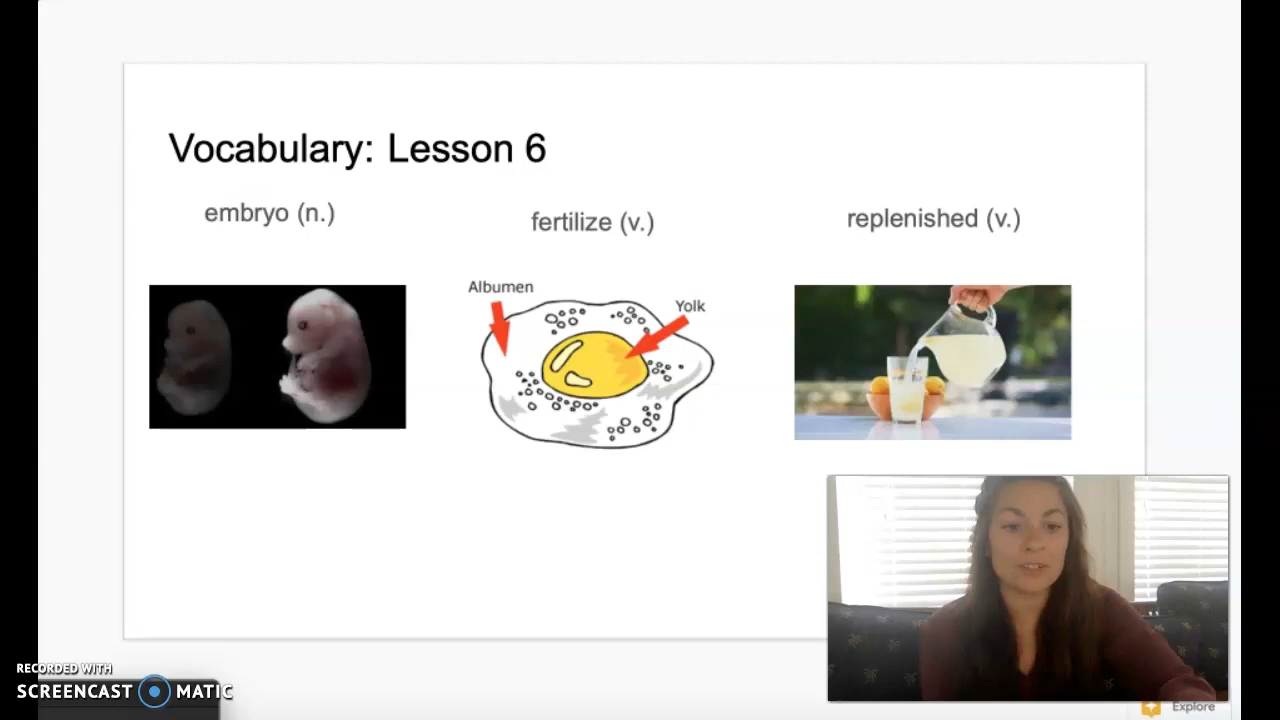 Vocabulary: Lesson 6
embryo (n.)
fertilize (v.)
replenished (v.)
Albumen
Yolk
RECORDED WITH
SCREENCAST MATIC
Explore